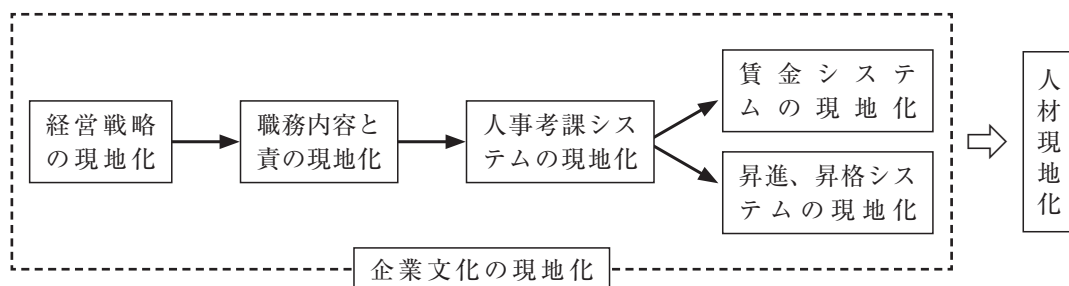 経営戦略
の現地化
職務内容と
責の現地化
人事考課シス
テムの現地化
賃金システ
ムの現地化
昇進、昇格シス
テムの現地化
人材現地化
企業文化の現地化